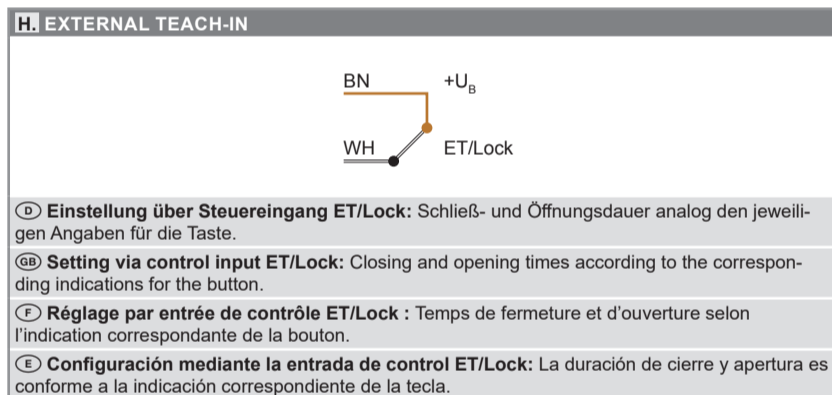 H. EXTERNAL TEACH-IN
BN +UB
WH ET/Lock
D Einstellung über Steuereingang ET/Lock: Schließ- und Öffnungsdauer analog den jeweili-
gen Angaben für die Taste.
GB Setting via control input ET/Lock: Closing and opening times according to the correspon-
ding indications for the button.
F Réglage par entrée de contrôle ET/Lock : Temps de fermeture et d'ouverture selon
l'indication correspondante de la bouton.
E Configuración mediante la entrada de control ET/Lock: La duración de cierre y apertura es
conforme a la indicación correspondiente de la tecla.